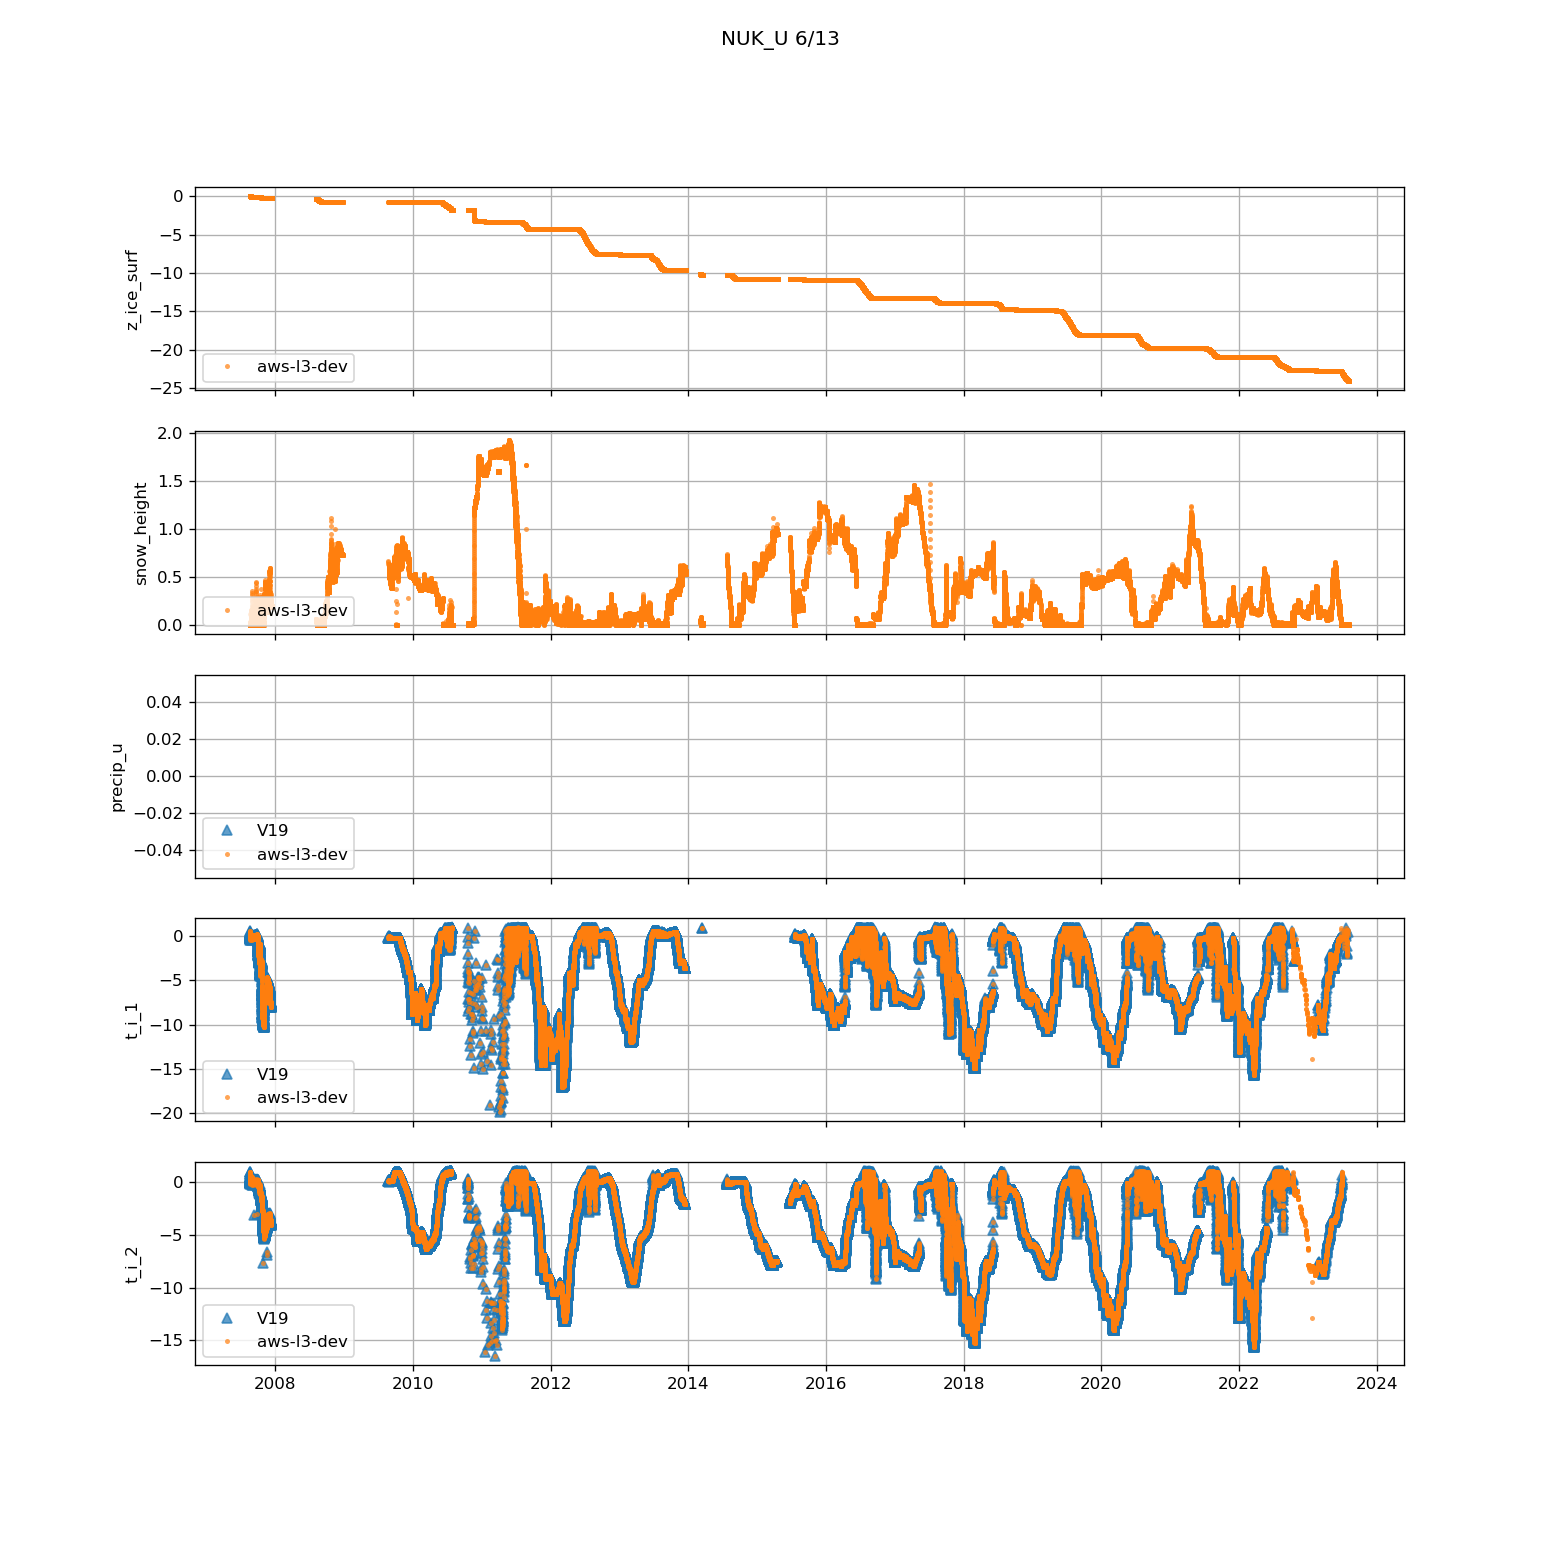 NUK_U 6/13
0
−5
−10
−15
−20
−25
z_ice_surf
aws-l3-dev
2.0
1.5
1.0
0.5
0.0
snow_height
aws-l3-dev
0.04
0.02
0.00
−0.02
−0.04
precip_u
V19
aws-l3-dev
0
−5
−10
−15
−20
t_i_1
V19
aws-l3-dev
0
−5
−10
−15
t_i_2
V19
aws-l3-dev
2008 2010 2012 2014 2016 2018 2020 2022 2024